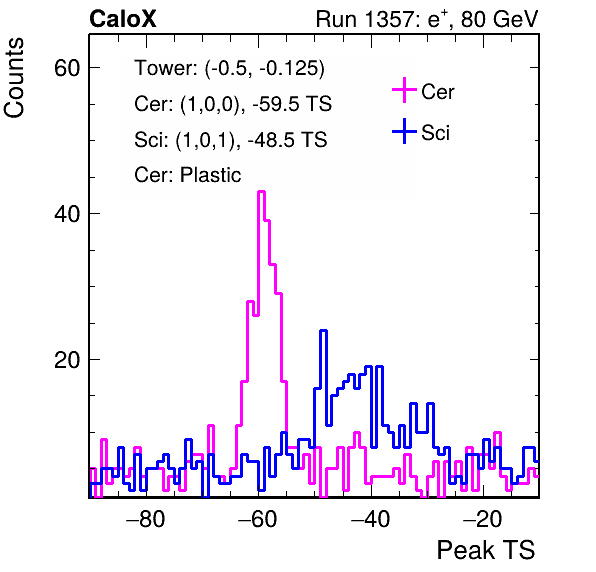 CaloX Run 1357: e+, 80 GeV
Counts
Tower: (-0.5, -0.125)
Cer: (1,0,0), -59.5 TS
Sci: (1,0,1), -48.5 TS
Cer: Plastic
Cer
Sci
60
40
20
−80 −60 −40 −20
Peak TS